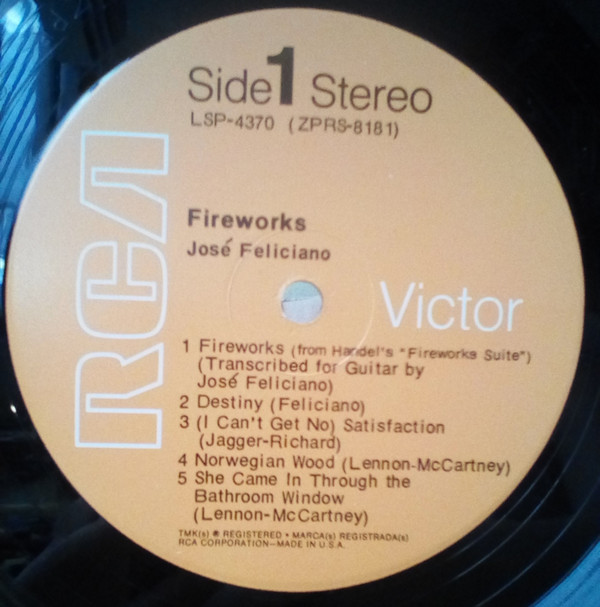 Side 1 Stereo
LSP-4370 (ZPRS-8181)
RCA
Fireworks
José Feliciano
Victor
1 Fireworks (from Handel's "Fireworks Suite")
(Transcribed for Guitar by
José Feliciano)
2 Destiny (Feliciano)
3 (I Can't Get No) Satisfaction
(Jagger-Richard)
4 Norwegian Wood (Lennon-McCartney)
5 She Came In Through the
Bathroom Window
(Lennon-McCartney)
TMK(s) ® REGISTERED • MARCA(s) REGISTRADA(s)
RCA CORPORATION—MADE IN U.S.A.